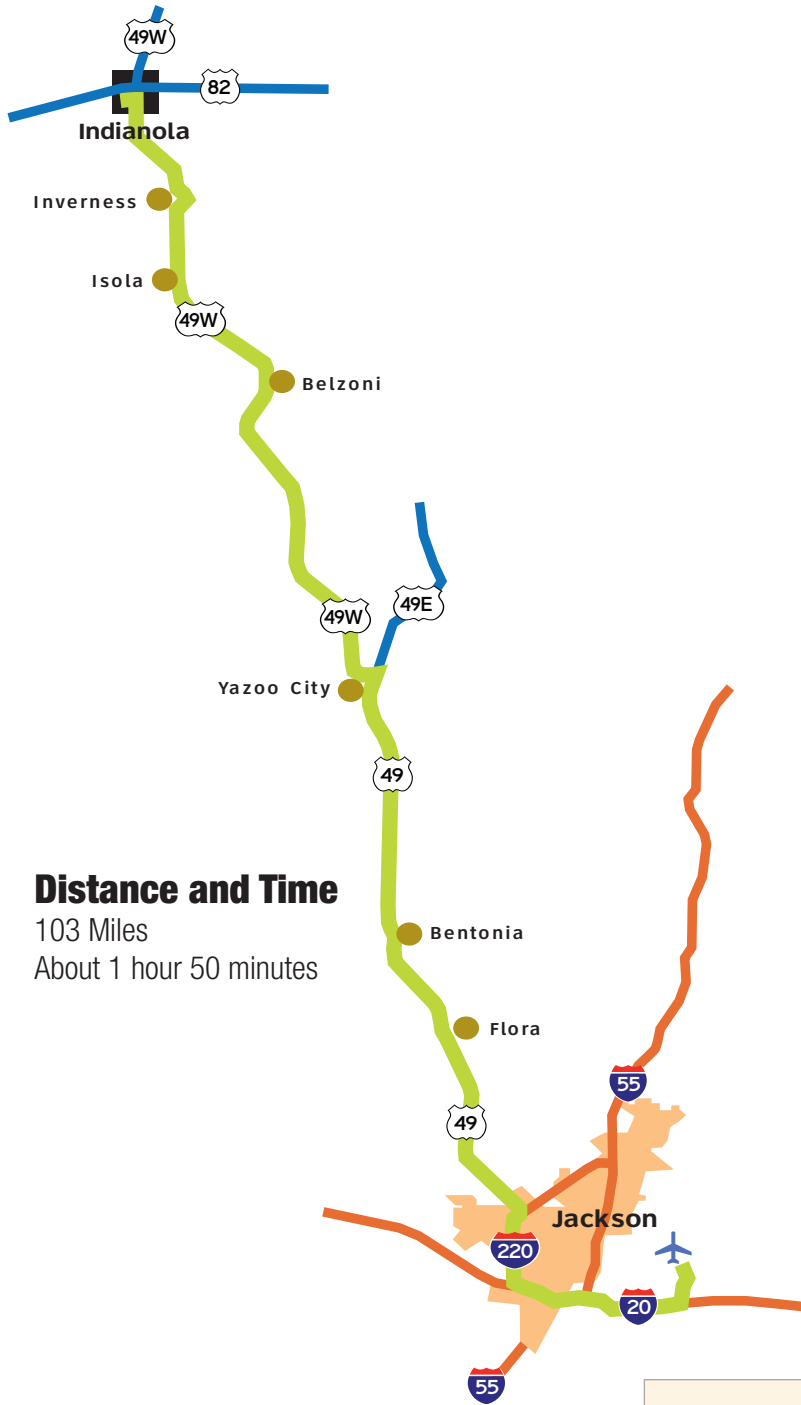 49W
82
Indianola
Inverness
Isola
49W
Belzoni
49W
49E
Yazoo City
49
Distance and Time
103 Miles
About 1 hour 50 minutes
Bentonia
Flora
55
49
Jackson
220
20
55